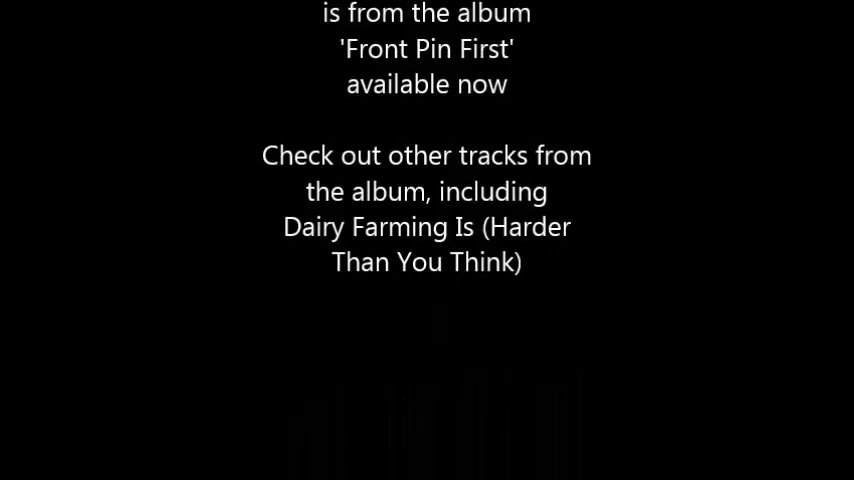 is from the album
'Front Pin First'
available now
Check out other tracks from
the album, including
Dairy Farming Is (Harder
Than You Think)